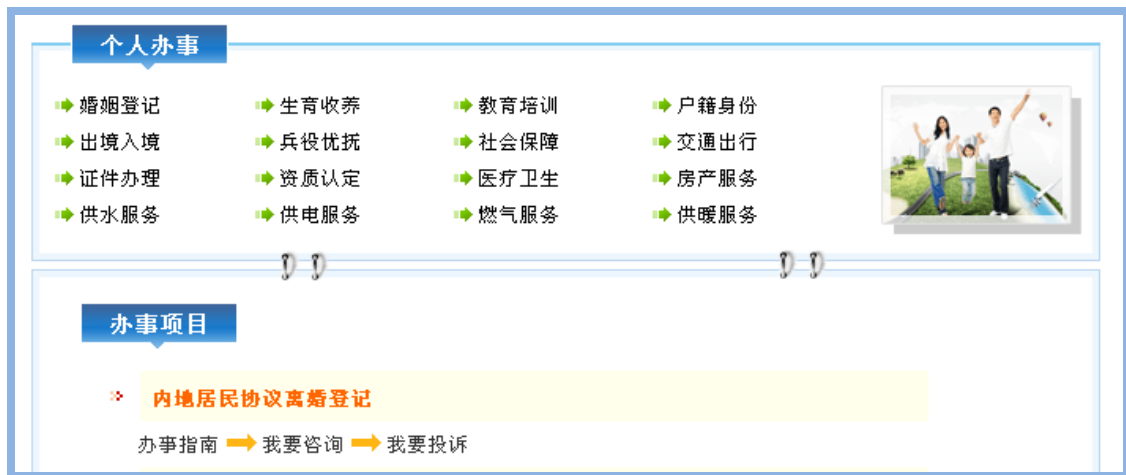 个人办事
婚姻登记 生育收养 教育培训 户籍身份
出境入境 兵役优抚 社会保障 交通出行
证件办理 资质认定 医疗卫生 房产服务
供水服务 供电服务 燃气服务 供暖服务
办事项目
内地居民协议离婚登记
办事指南 我要咨询 我要投诉